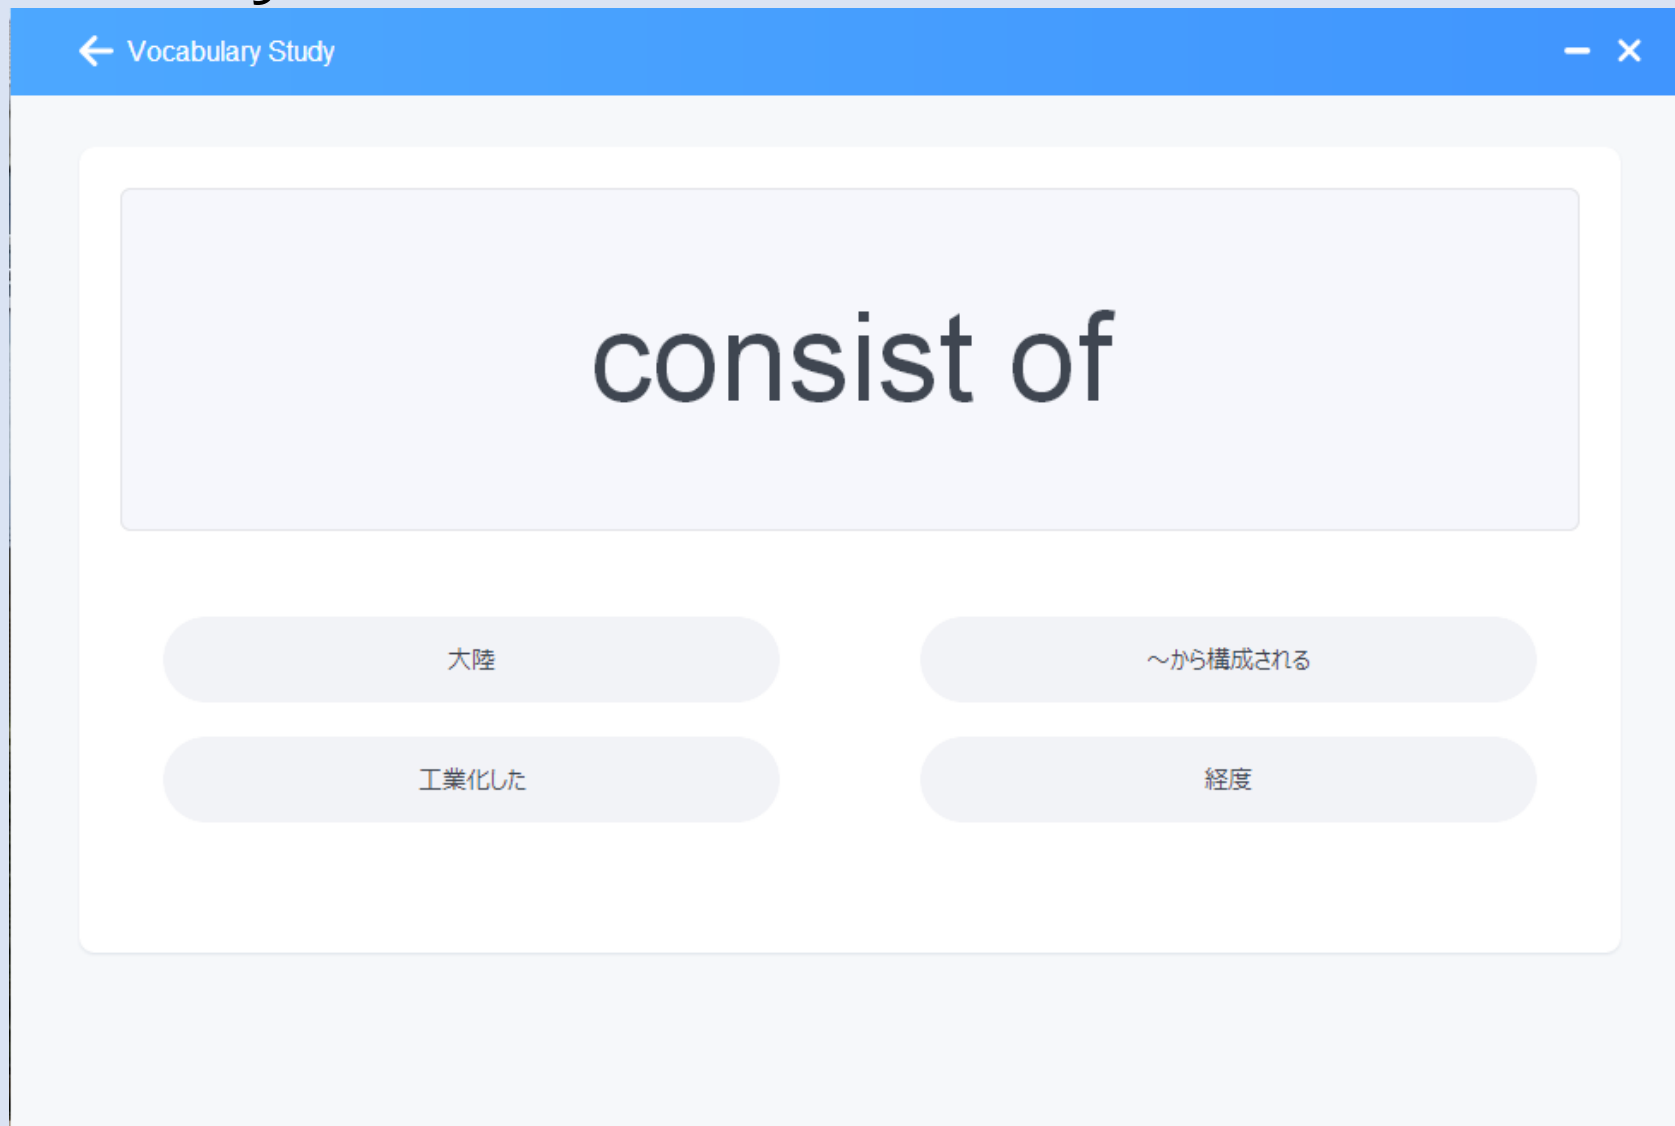 Vocabulary Study
consist of
大陸
～から構成される
工業化した
経度